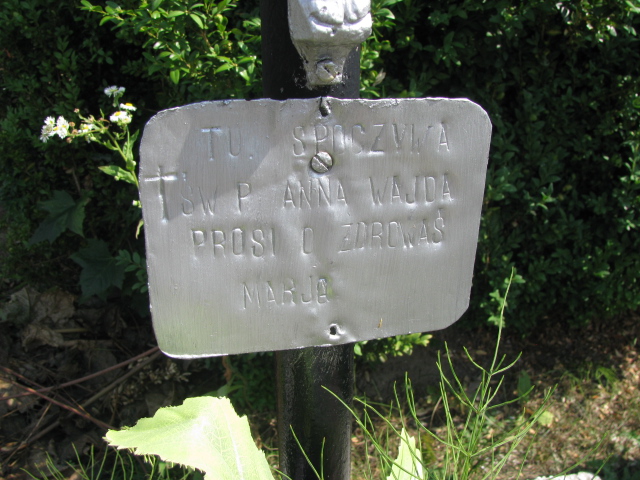 TU. SPOCZYWA
ŚW P. ANNA WAJDA
PROSI O ZDROWAŚ
MARJO